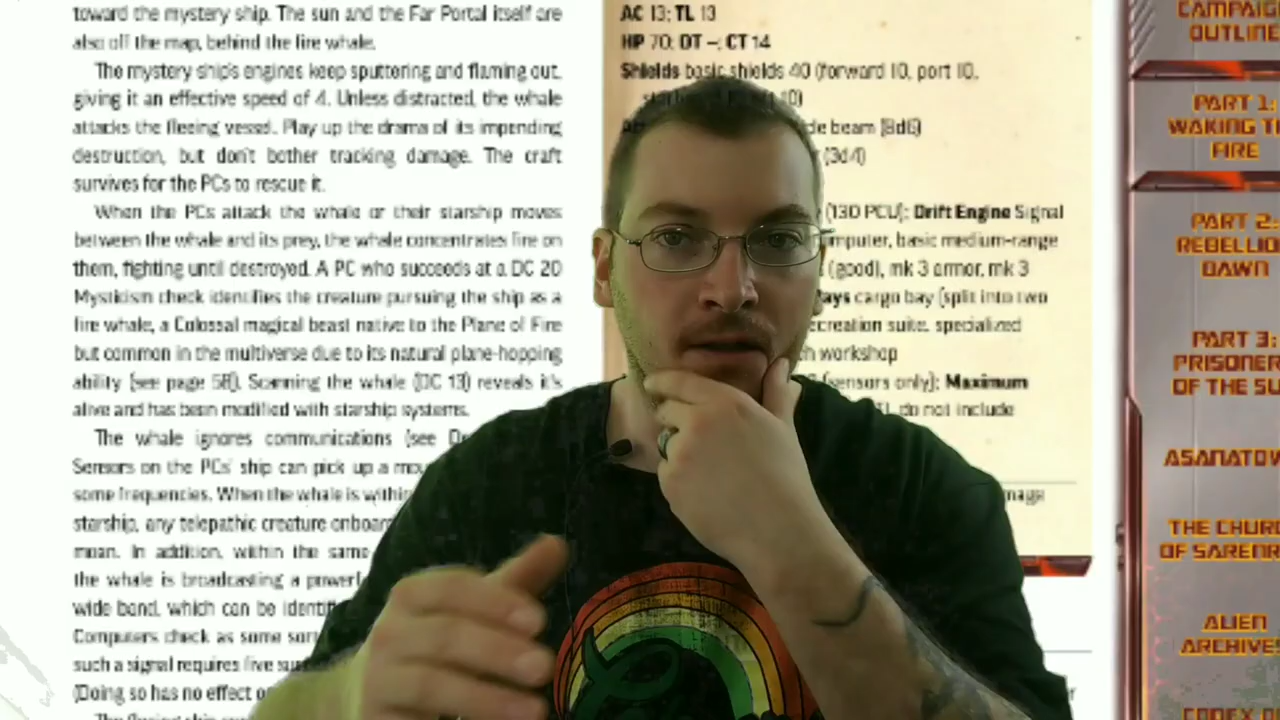 toward the mystery ship. The sun and the Far Portal itself are
also off the map, behind the fire whale.
The mystery ship's engines keep sputtering and flaming out,
giving it an effective speed of 4. Unless distracted, the whale
attacks the fleeing vessel. Play up the drama of its impending
destruction, but don't bother tracking damage. The craft
survives for the PCs to rescue it.
When the PCs attack the whale or their starship moves
between the whale and its prey, the whale concentrates fire on
them, fighting until destroyed. A PC who succeeds at a DC 20
Mysticism check identifies the creature pursuing the ship as a
fire whale, a Colossal magical beast native to the Plane of Fire
but common in the multiverse due to its natural plane-hopping
ability (see page 58). Scanning the whale (DC 13) reveals it's
alive and has been modified with starship systems.
The whale ignores communications (see
Sensors on the PCs' ship can pick up a
some frequencies. When the whale is within
starship, any telepathic creature
moan. In addition, within the same
the whale is broadcasting a
wide band, which can be
Computers check as some
such a signal requires five
(Doing so has no effect
AC 13; TL 13
HP 70; DT –; CT 14
Shields basic shields 40 (forward 10, port 10,
10)
beam (8d6)
(3d4)
(130 PCU); Drift Engine Signal
basic medium-range
(good), mk 3 armor, mk 3
cargo bay (split into two
suite, specialized
workshop
(sensors only); Maximum
do not include
CAMPAIG
OUTLINE
PART 1:
WAKING T
FIRE
PART 2:
REBELLIO
DAWN
PART 3:
PRISONER
OF THE SU
ASANATOW
THE CHUR
OF SARENR
ALIEN
ARCHIVES
CODEX OF